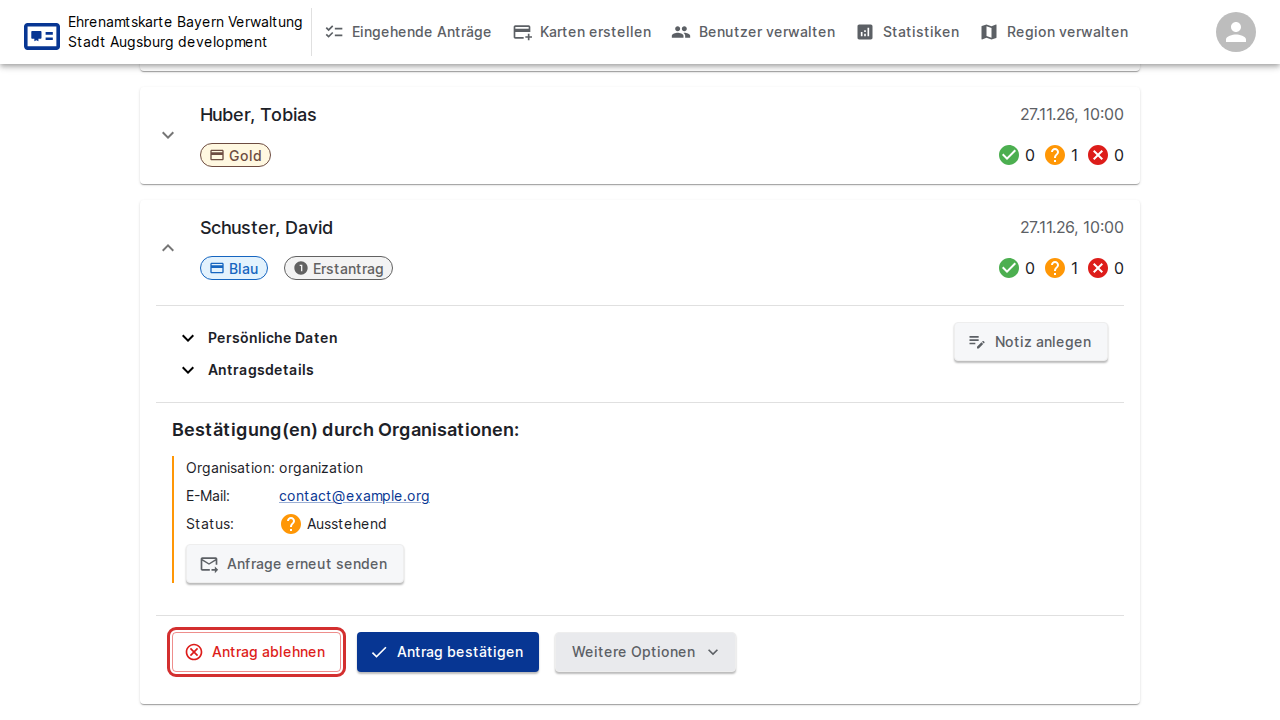 Ehrenamtskarte Bayern Verwaltung
Stadt Augsburg development
Eingehende Anträge
Karten erstellen
Benutzer verwalten
Statistiken
Region verwalten
Huber, Tobias
27.11.26, 10:00
Gold
0 1 0
Schuster, David
27.11.26, 10:00
Blau
Erstantrag
0 1 0
Persönliche Daten
Notiz anlegen
Antragsdetails
Bestätigung(en) durch Organisationen:
Organisation: organization
E-Mail: contact@example.org
Status: Ausstehend
Anfrage erneut senden
Antrag ablehnen
Antrag bestätigen
Weitere Optionen